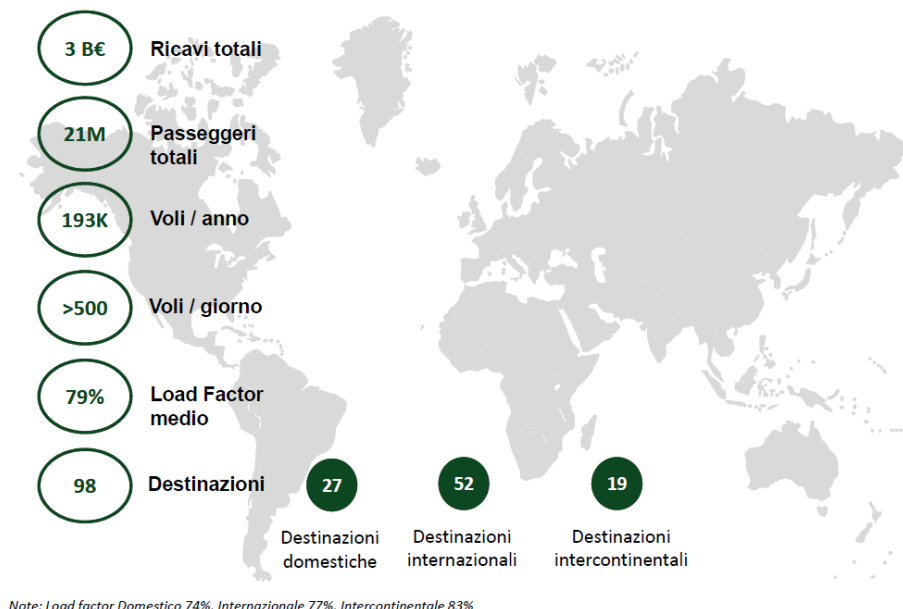 3 B€ Ricavi totali
21M Passeggeri
totali
193K Voli / anno
>500 Voli / giorno
79% Load Factor
medio
98 Destinazioni 27 52 19
Destinazioni Destinazioni Destinazioni
domestiche internazionali intercontinentali
Note: Load factor Domestico 74%, Internazionale 77%, Intercontinentale 83%